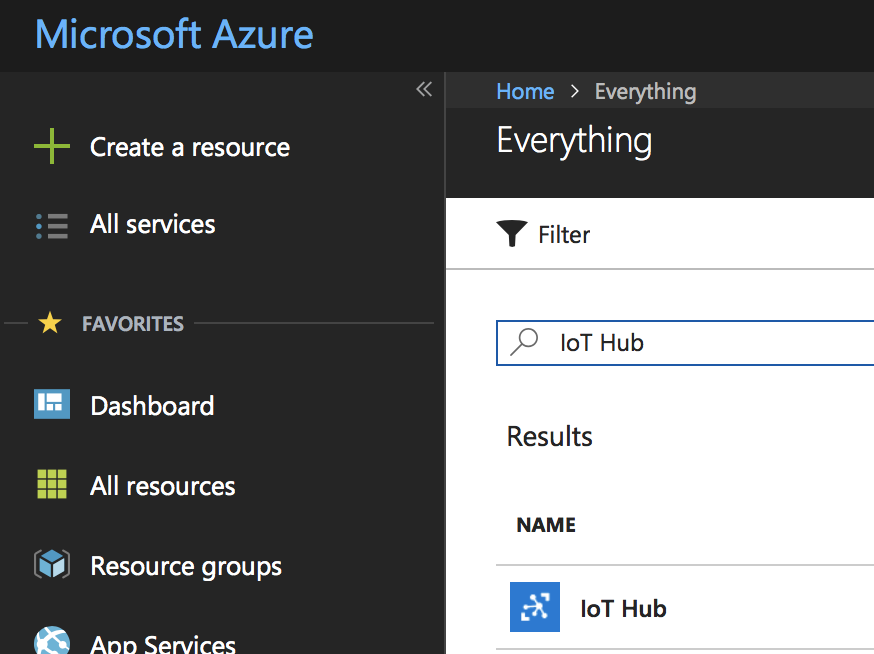 Microsoft Azure
Create a resource
All services
FAVORITES
Dashboard
All resources
Resource groups
App Services
Home > Everything
Everything
Filter
IoT Hub
Results
NAME
IoT Hub